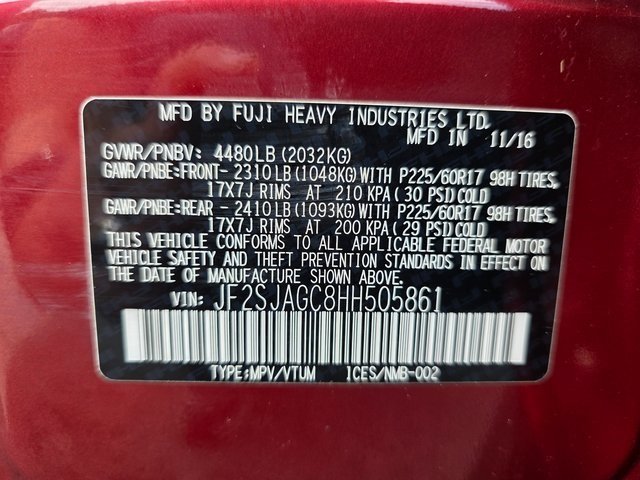 MFD BY FUJI HEAVY INDUSTRIES LTD.
MFD IN 11/16
GVWR/PNBV: 4480LB (2032KG)
GAWR/PNBE:FRONT- 2310LB(1048KG)WITH P225/60R17 98H TIRES,
17X7J RIMS AT 210 KPA(30 PSI)COLD
GAWR/PNBE:REAR - 2410LB(1093KG)WITH P225/60R17 98H TIRES,
17X7J RIMS AT 200 KPA(29 PSI)COLD
THIS VEHICLE CONFORMS TO ALL APPLICABLE FEDERAL MOTOR
VEHICLE SAFETY AND THEFT PREVENTION STANDARDS IN EFFECT ON
THE DATE OF MANUFACTURE SHOWN ABOVE.
VIN: JF2SJAGC8HH505861
TYPE:MPV/VTUM ICES/NMB-002